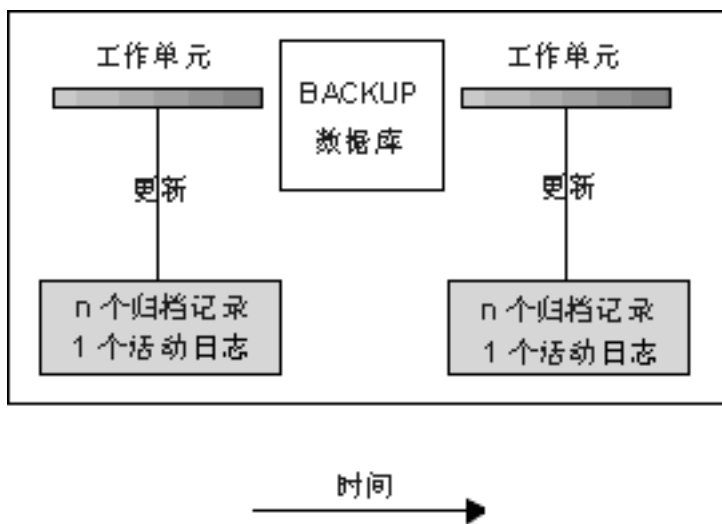 工作单元
BACKUP
数据库
工作单元
更新
更新
n 个归档记录
1 个活动日志
n 个归档记录
1 个活动日志
时间